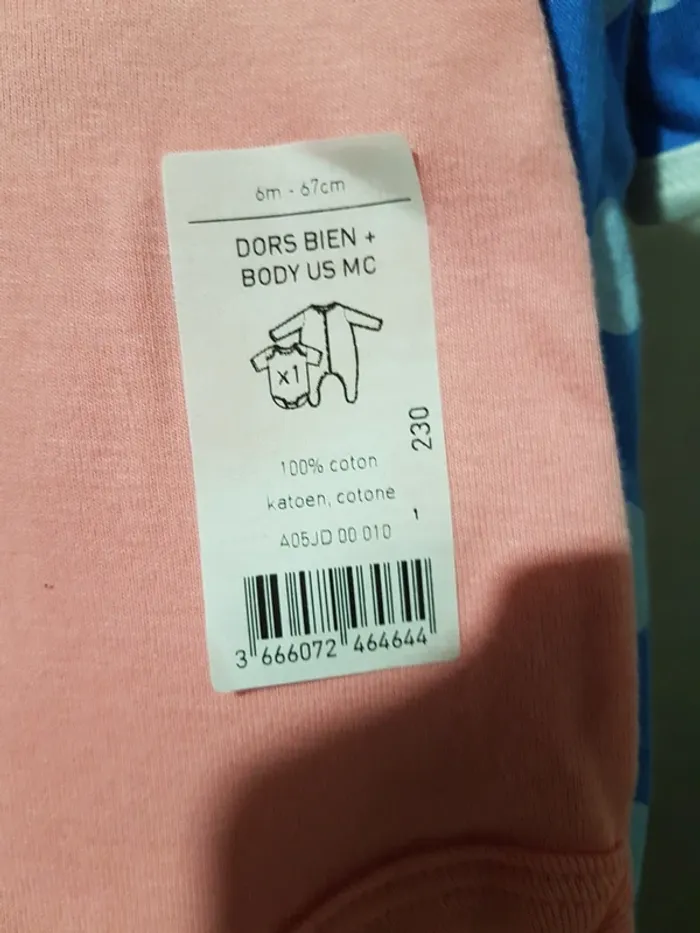 6m - 67cm
DORS BIEN +
BODY US MC
x1
230
100% coton
katoen, cotone
1
A05JD 00 010
3 666072 464644